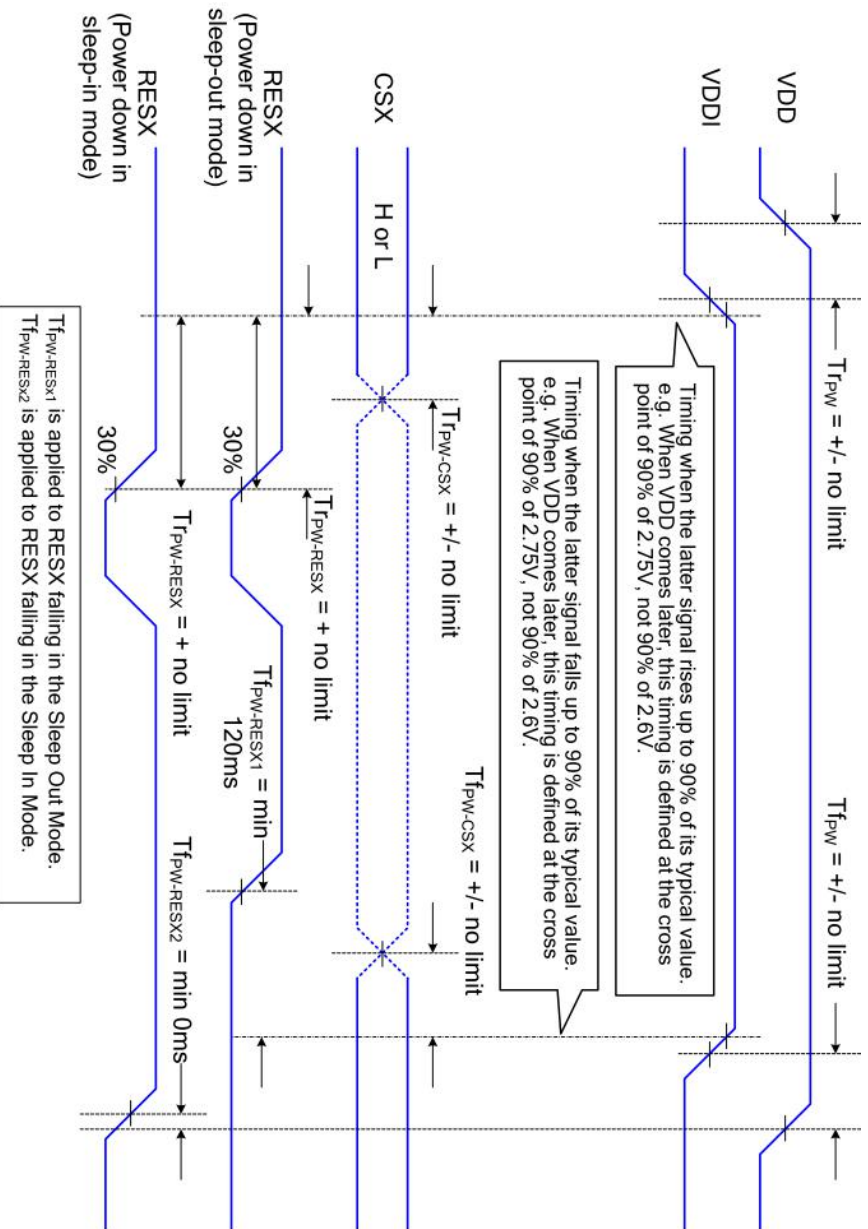 TrPW = +/- no limit
TfPW = +/- no limit
VDD
VDDI
Timing when the latter signal rises up to 90% of its typical value.
e.g. When VDD comes later, this timing is defined at the cross
point of 90% of 2.75V, not 90% of 2.6V.
Timing when the latter signal falls up to 90% of its typical value.
e.g. When VDD comes later, this timing is defined at the cross
point of 90% of 2.75V, not 90% of 2.6V.
TrPW-CSX = +/- no limit
TfPW-CSX = +/- no limit
CSX
H or L
TrPW-RESX = + no limit
RESX
(Power down in
sleep-out mode)
30%
TfPW-RESX1 = min
120ms
TrPW-RESX = + no limit
TfPW-RESX2 = min 0ms
RESX
(Power down in
sleep-in mode)
30%
TfPW-RESx1 is applied to RESX falling in the Sleep Out Mode.
TfPW-RESx2 is applied to RESX falling in the Sleep In Mode.